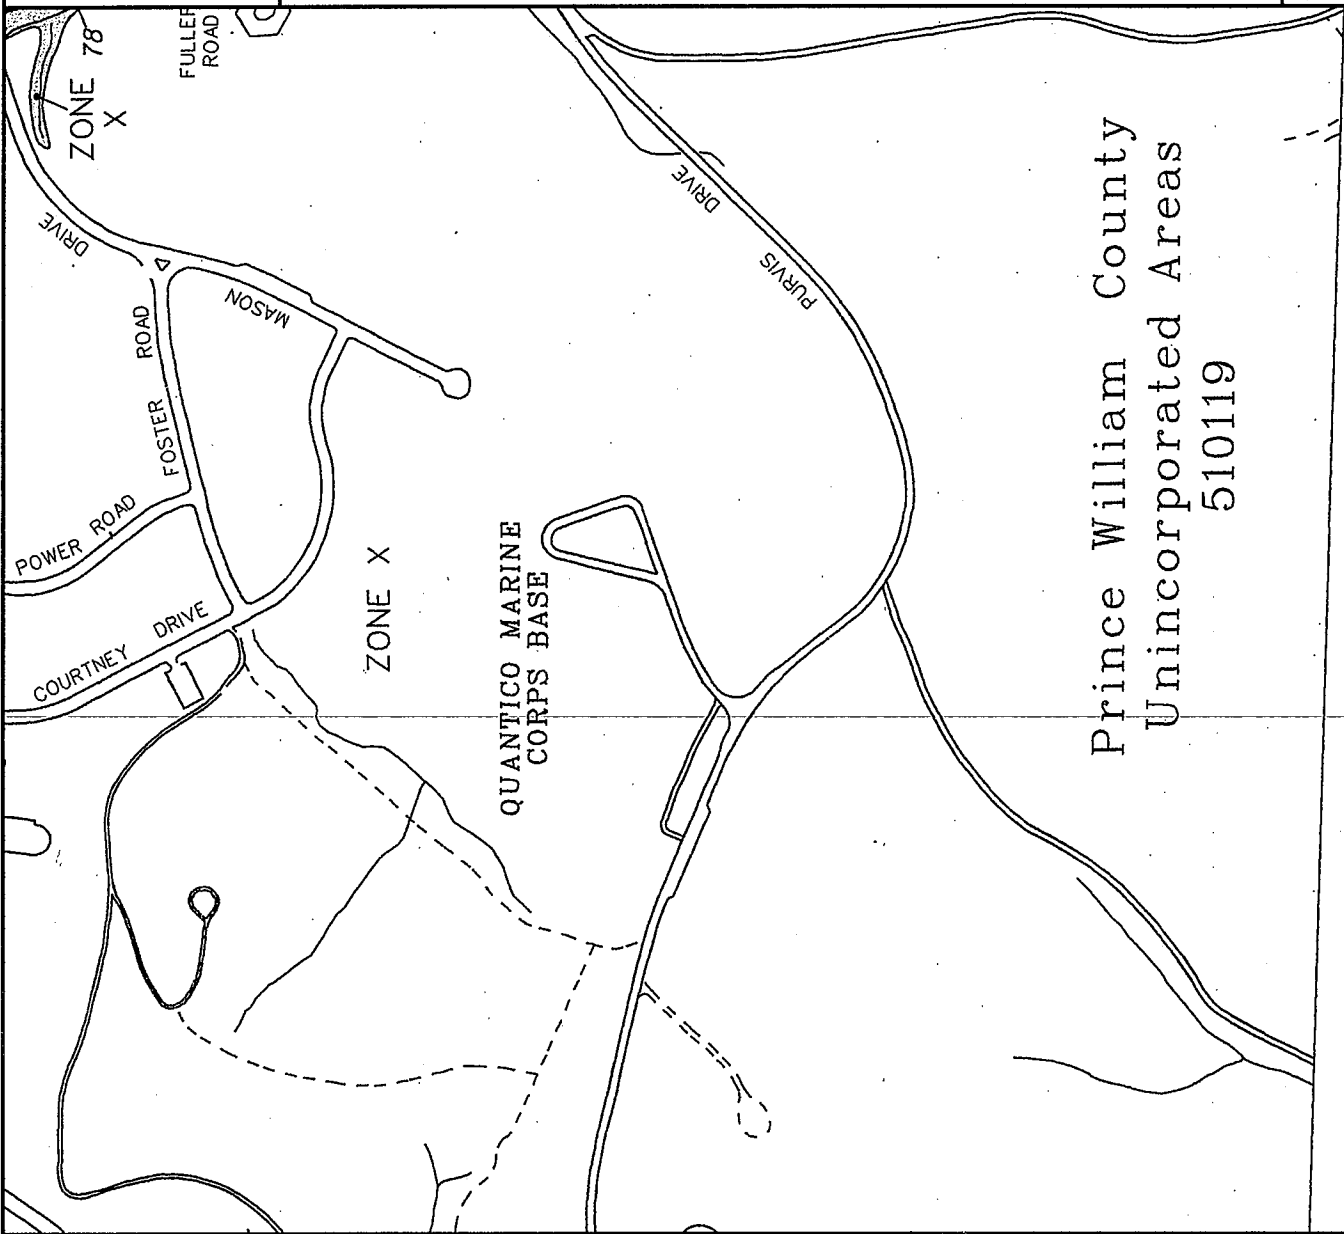 ZONE 78
X
FULLER
ROAD
DRIVE
MASON
FOSTER ROAD
POWER ROAD
COURTNEY DRIVE
ZONE X
QUANTICO MARINE
CORPS BASE
PURVIS DRIVE
Prince William County
Unincorporated Areas
510119